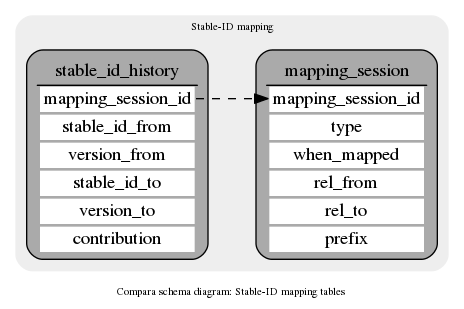 Stable-ID mapping
stable_id_history
mapping_session_id
stable_id_from
version_from
stable_id_to
version_to
contribution
mapping_session
mapping_session_id
type
when_mapped
rel_from
rel_to
prefix
Compara schema diagram: Stable-ID mapping tables